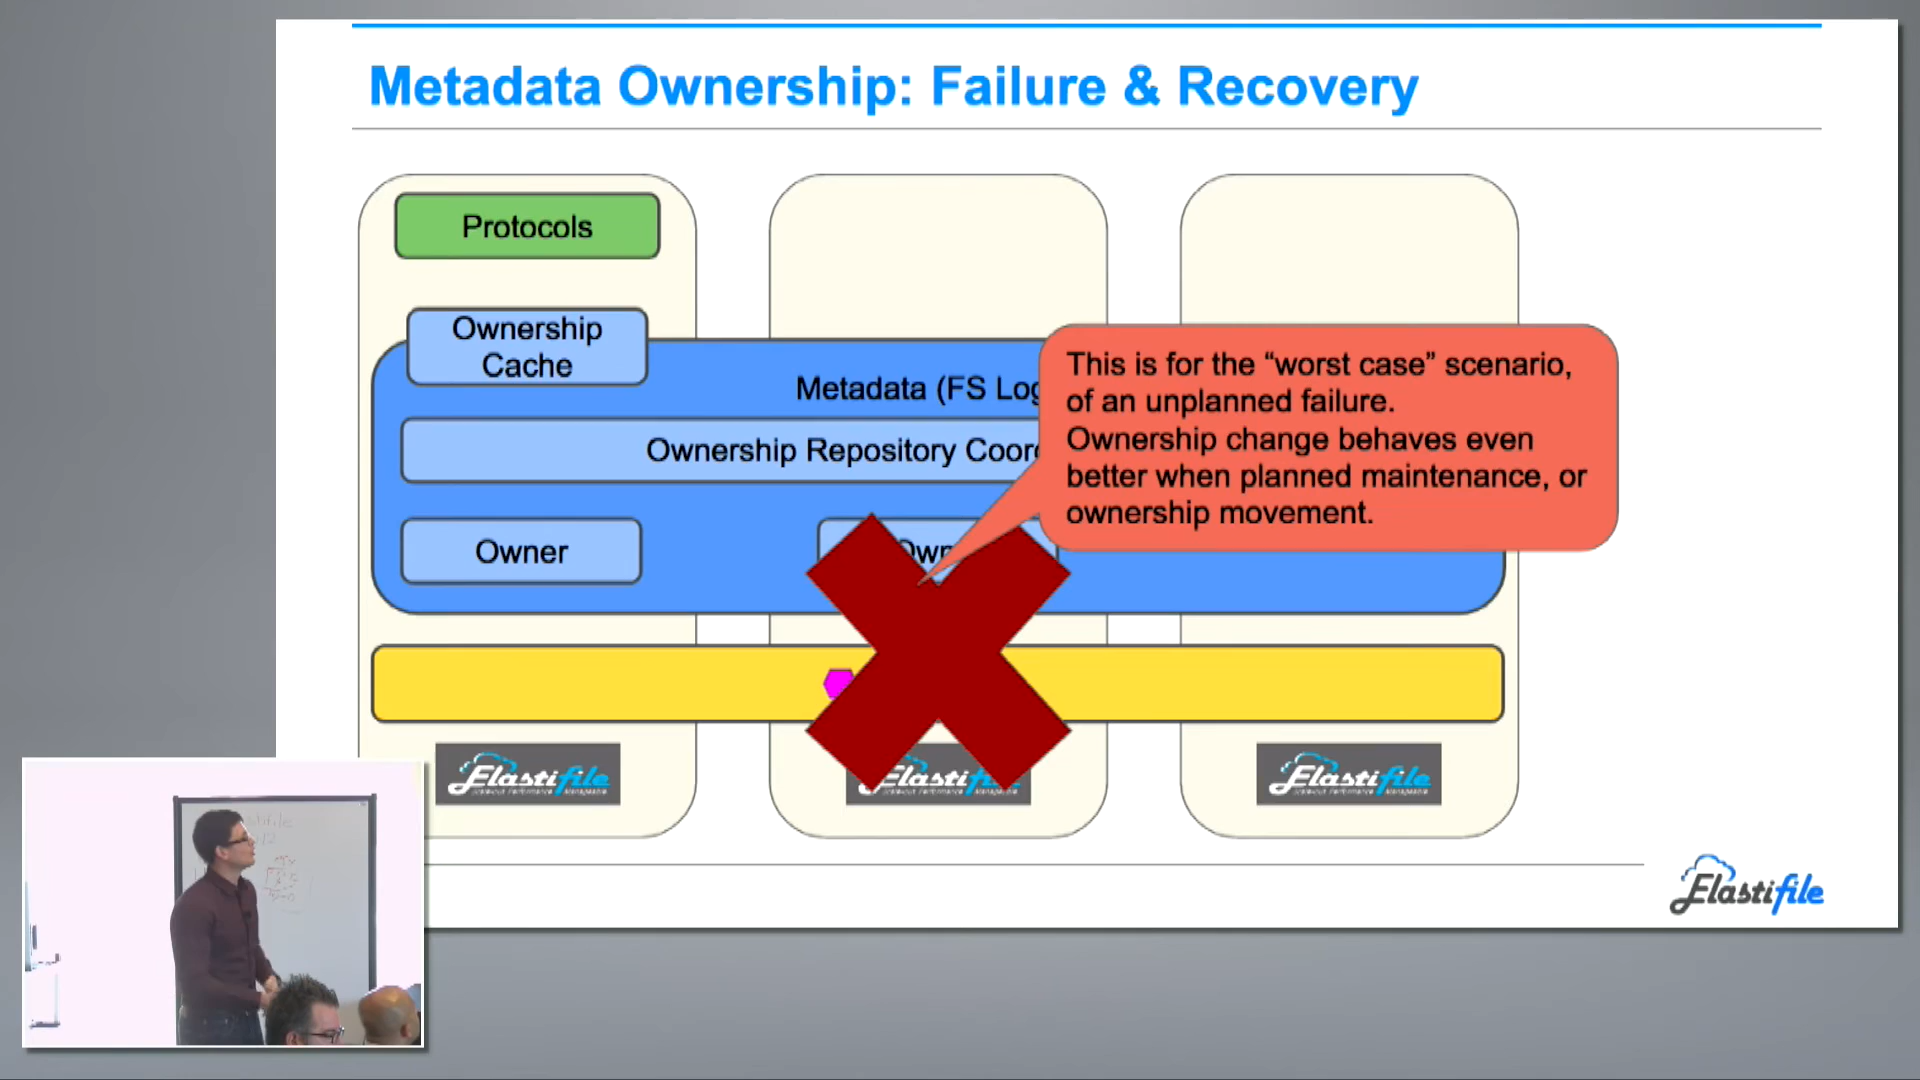 Metadata Ownership: Failure & Recovery
Protocols
Ownership
Cache
Metadata (FS Log
Ownership Repository Coord
Owner
Own
This is for the “worst case” scenario,
of an unplanned failure.
Ownership change behaves even
better when planned maintenance, or
ownership movement.
Elastifile
Elastifile
Elastifile
Elastifile